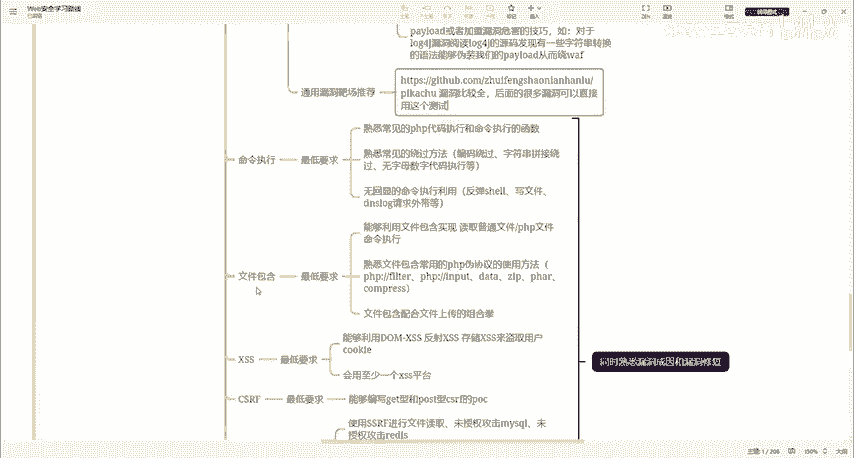 Web安全学习路线
payload或者加重漏洞危害的技巧，如：对于
log4j漏洞阅读log4j的源码发现有一些字符串转换
的语法能够伪装我们的payload从而绕waf
通用漏洞靶场推荐
https://github.com/zhuifengshaonianhanlu/
pikachu 漏洞比较全，后面的很多漏洞可以直接
用这个测试
命令执行
最低要求
熟悉常见的php代码执行和命令执行的函数
熟悉常见的绕过方法（编码绕过、字符串拼接绕
过、无字母数字代码执行等）
无回显的命令执行利用（反弹shell、写文件、
dnslog请求外带等）
文件包含
最低要求
能够利用文件包含实现 读取普通文件/php文件
命令执行
熟悉文件包含常用的php伪协议的使用方法（
php://filter、php://input、data、zip、phar、
compress）
文件包含配合文件上传的组合拳
XSS
最低要求
能够利用DOM-XSS 反射XSS 存储XSS来盗取用户
cookie
会用至少一个xss平台
同时熟悉漏洞成因和漏洞修复
CSRF
最低要求
能够编写get型和post型csrf的poc
使用SSRF进行文件读取、未授权攻击mysql、未
授权攻击redis
主题: 1 / 206
150%
大纲